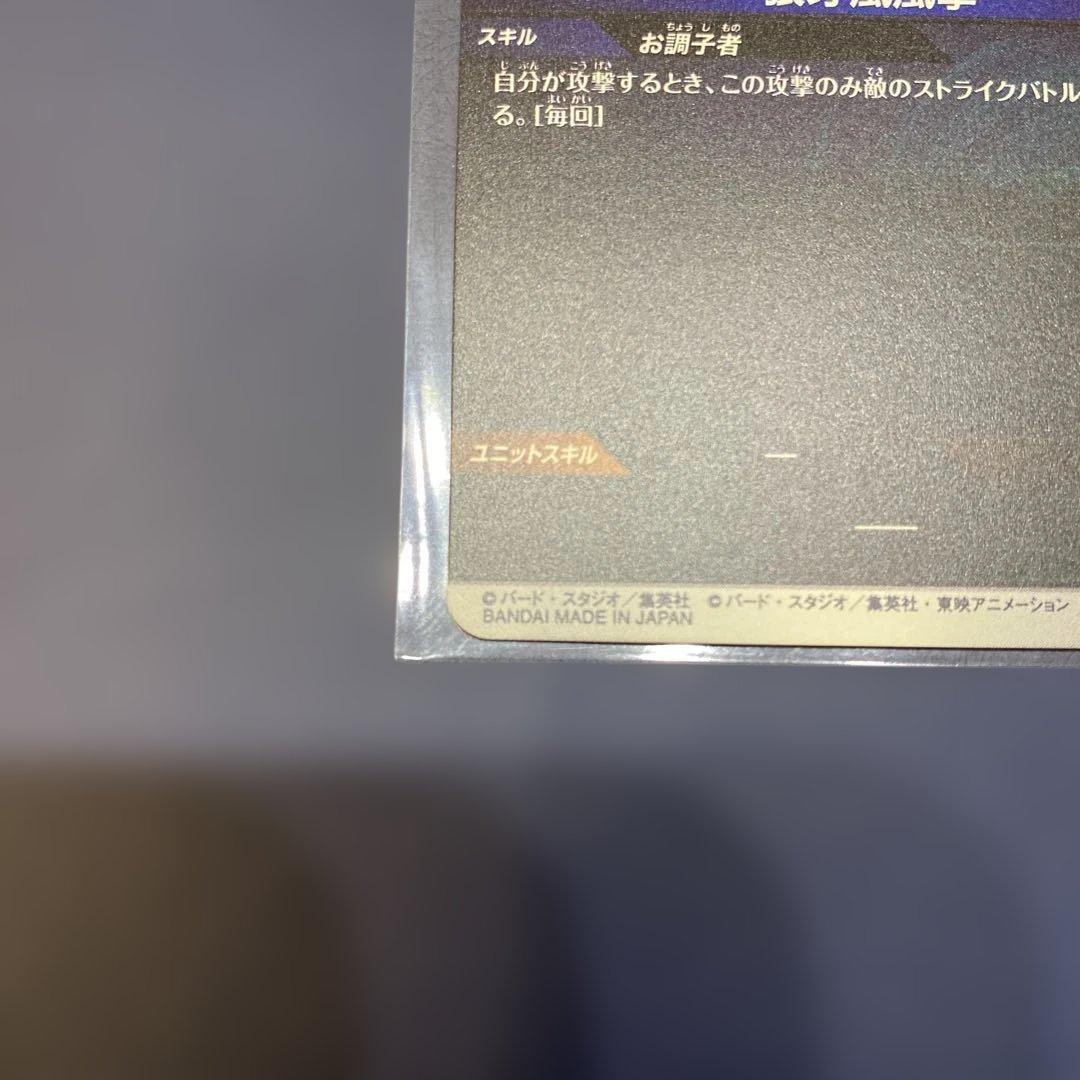 スキル お調子者
自分が攻撃するとき、この攻撃のみ敵のストライクバトル
る。[毎回]
ユニットスキル —
—
©バード・スタジオ／集英社 ©バード・スタジオ／集英社・東映アニメーション
BANDAI MADE IN JAPAN